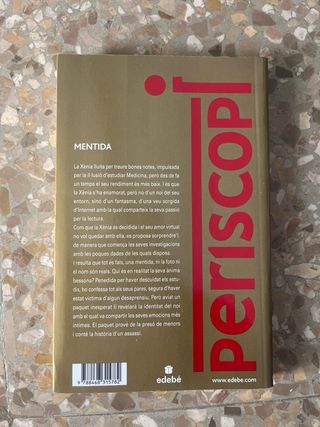 MENTIDA
La Xènia lluita per treure bones notes, impulsada
per la il·lusió d'estudiar Medicina, però des de fa
un temps el seu rendiment és més baix. I és que
la Xènia s'ha enamorat, però no d'un noi del seu
entorn, sinó d'un fantasma, d'una veu sorgida
d'Internet amb la qual comparteix la seva passió
per la lectura.
Com que la Xènia és decidida i el seu amor virtual
no vol quedar amb ella, es proposa sorprendre'l,
de manera que comença les seves investigacions
amb les poques dades de les quals disposa.
I resulta que tot és fals, una mentida, ni la foto ni
el nom són reals. Qui és en realitat la seva ànima
bessona? Penedida per haver descuidat els estu-
dis, ho confessa tot als seus pares, segura d'haver
estat víctima d'algun desaprensiu. Però aviat un
paquet inesperat li revelarà la identitat del noi
amb el qual va compartir les seves emocions més
íntimes. El paquet prové de la presó de menors
i conté la història d'un assassí.
periscopi
9 788468 315782
edebé
www.edebe.com